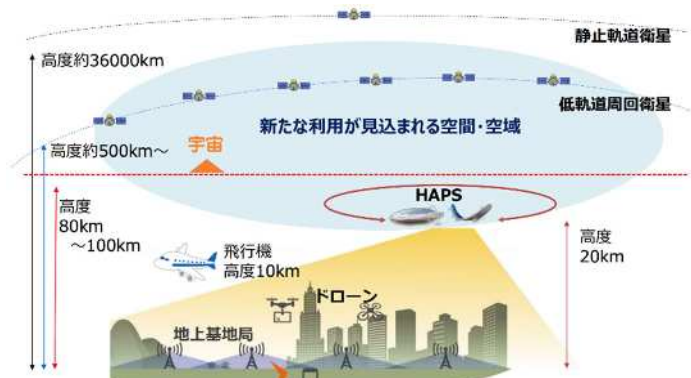 静止軌道衛星
高度約36000km
低軌道周回衛星
新たな利用が見込まれる空間・空域
宇宙
高度約500km～
HAPS
高度
80km
～100km
高度
20km
飛行機
高度10km
ドローン
地上基地局